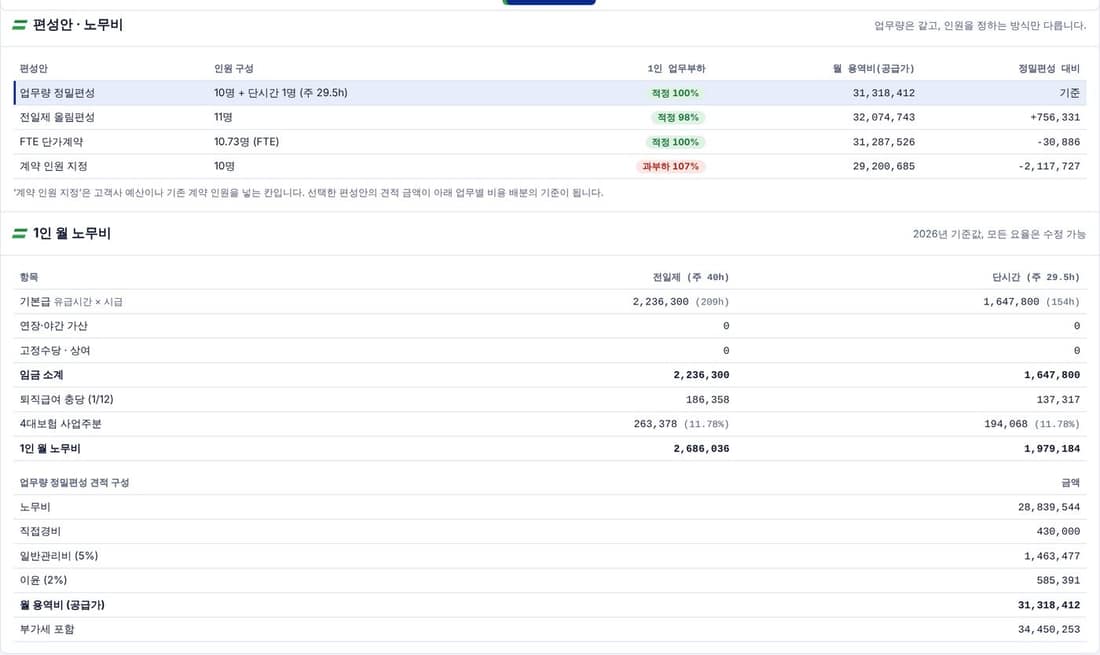 편성안 · 노무비
업무량은 같고, 인원을 정하는 방식만 다릅니다.
편성안 인원 구성 1인 업무부하 월 용역비(공급가) 정밀편성 대비
업무량 정밀편성 10명 + 단시간 1명 (주 29.5h) 적정 100% 31,318,412 기준
전일제 올림편성 11명 적정 98% 32,074,743 +756,331
FTE 단가계약 10.73명 (FTE) 적정 100% 31,287,526 -30,886
계약 인원 지정 10명 과부하 107% 29,200,685 -2,117,727
'계약 인원 지정'은 고객사 예산이나 기존 계약 인원을 넣는 칸입니다. 선택한 편성안의 견적 금액이 아래 업무별 비용 배분의 기준이 됩니다.
1인 월 노무비
2026년 기준값, 모든 요율은 수정 가능
항목 전일제 (주 40h) 단시간 (주 29.5h)
기본급 유급시간 × 시급 2,236,300 (209h) 1,647,800 (154h)
연장·야간 가산 0 0
고정수당 · 상여 0 0
임금 소계 2,236,300 1,647,800
퇴직급여 충당 (1/12) 186,358 137,317
4대보험 사업주분 263,378 (11.78%) 194,068 (11.78%)
1인 월 노무비 2,686,036 1,979,184
업무량 정밀편성 견적 구성 금액
노무비 28,839,544
직접경비 430,000
일반관리비 (5%) 1,463,477
이윤 (2%) 585,391
월 용역비 (공급가) 31,318,412
부가세 포함 34,450,253